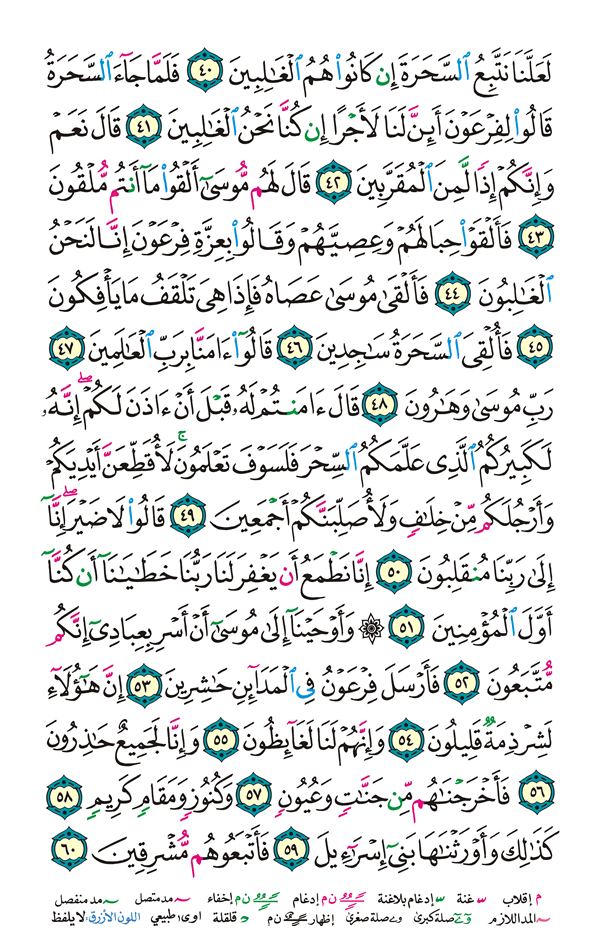 لَعَلَّنَا نَتَّبِعُ ٱلسَّحَرَةَ إِن كَانُوا۟ هُمُ ٱلْغَـٰلِبِينَ ٤٠ فَلَمَّا جَآءَ ٱلسَّحَرَةُ
قَالُوا۟ لِفِرْعَوْنَ أَئِنَّ لَنَا لَأَجْرًا إِن كُنَّا نَحْنُ ٱلْغَـٰلِبِينَ ٤١ قَالَ نَعَمْ
وَإِنَّكُمْ إِذًا لَّمِنَ ٱلْمُقَرَّبِينَ ٤٢ قَالَ لَهُم مُّوسَىٰٓ أَلْقُوا۟ مَآ أَنتُم مُّلْقُونَ
٤٣ فَأَلْقَوْا۟ حِبَالَهُمْ وَعِصِيَّهُمْ وَقَالُوا۟ بِعِزَّةِ فِرْعَوْنَ إِنَّا لَنَحْنُ
ٱلْغَـٰلِبُونَ ٤٤ فَأَلْقَىٰ مُوسَىٰ عَصَاهُ فَإِذَا هِىَ تَلْقَفُ مَا يَأْفِكُونَ
٤٥ فَأُلْقِىَ ٱلسَّحَرَةُ سَـٰجِدِينَ ٤٦ قَالُوٓا۟ ءَامَنَّا بِرَبِّ ٱلْعَـٰلَمِينَ ٤٧
رَبِّ مُوسَىٰ وَهَـٰرُونَ ٤٨ قَالَ ءَامَنتُمْ لَهُۥ قَبْلَ أَنْ ءَاذَنَ لَكُمْ ۖ إِنَّهُۥ
لَكَبِيرُكُمُ ٱلَّذِى عَلَّمَكُمُ ٱلسِّحْرَ فَلَسَوْفَ تَعْلَمُونَ ۚ لَأُقَطِّعَنَّ أَيْدِيَكُمْ
وَأَرْجُلَكُم مِّنْ خِلَـٰفٍ وَلَأُصَلِّبَنَّكُمْ أَجْمَعِينَ ٤٩ قَالُوا۟ لَا ضَيْرَ ۖ إِنَّآ
إِلَىٰ رَبِّنَا مُنقَلِبُونَ ٥٠ إِنَّا نَطْمَعُ أَن يَغْفِرَ لَنَا رَبُّنَا خَطَـٰيَـٰنَآ أَن كُنَّآ
أَوَّلَ ٱلْمُؤْمِنِينَ ٥١ ۞ وَأَوْحَيْنَآ إِلَىٰ مُوسَىٰٓ أَنْ أَسْرِ بِعِبَادِىٓ إِنَّكُم
مُّتَّبَعُونَ ٥٢ فَأَرْسَلَ فِرْعَوْنُ فِى ٱلْمَدَآئِنِ حَـٰشِرِينَ ٥٣ إِنَّ هَـٰٓؤُلَآءِ
لَشِرْذِمَةٌ قَلِيلُونَ ٥٤ وَإِنَّهُمْ لَنَا لَغَآئِظُونَ ٥٥ وَإِنَّا لَجَمِيعٌ حَـٰذِرُونَ
٥٦ فَأَخْرَجْنَـٰهُم مِّن جَنَّـٰتٍ وَعُيُونٍ ٥٧ وَكُنُوزٍ وَمَقَامٍ كَرِيمٍ ٥٨
كَذَٰلِكَ وَأَوْرَثْنَـٰهَا بَنِىٓ إِسْرَٰٓءِيلَ ٥٩ فَأَتْبَعُوهُم مُّشْرِقِينَ ٦٠
م إقلاب غنة إدغام بلاغنة ن م إدغام ن م إخفاء مد متصل مد منفصل
المد اللازم صلة كبرى صلة صغرى إظهار ن م قلقلة اوى: طبيعي اللون الأزرق: لا يلفظ